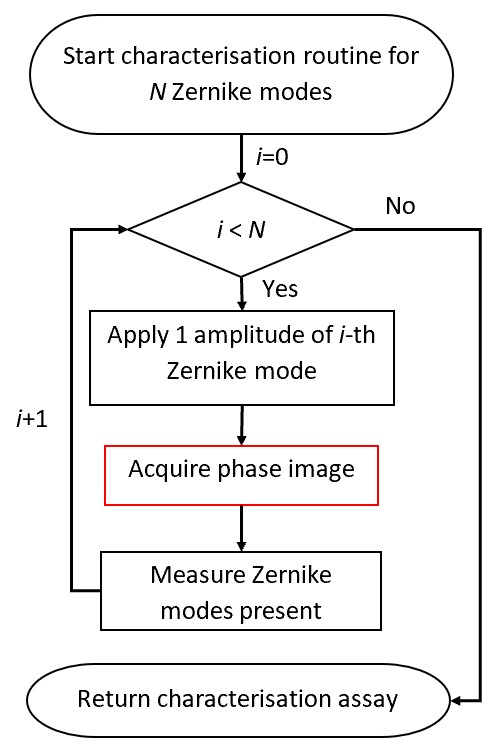 Start characterisation routine for
N Zernike modes
i=0
i < N
No
Yes
Apply 1 amplitude of i-th
Zernike mode
i+1
Acquire phase image
Measure Zernike
modes present
Return characterisation assay